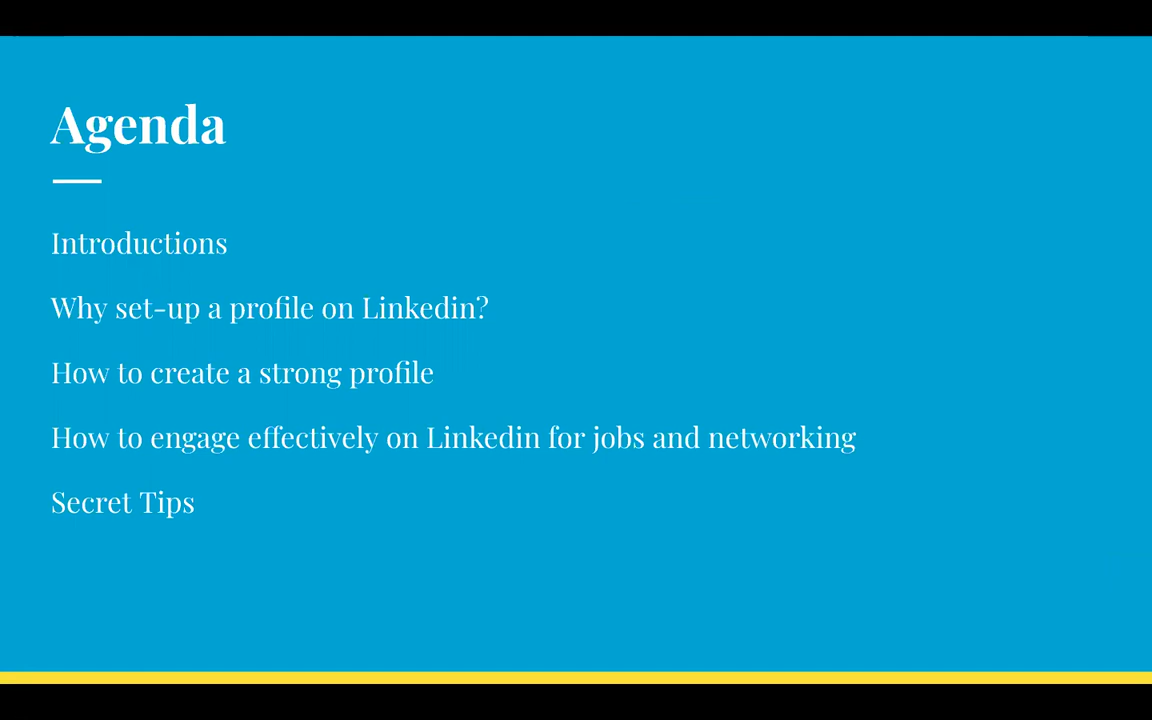 Agenda
Introductions
Why set-up a profile on Linkedin?
How to create a strong profile
How to engage effectively on Linkedin for jobs and networking
Secret Tips